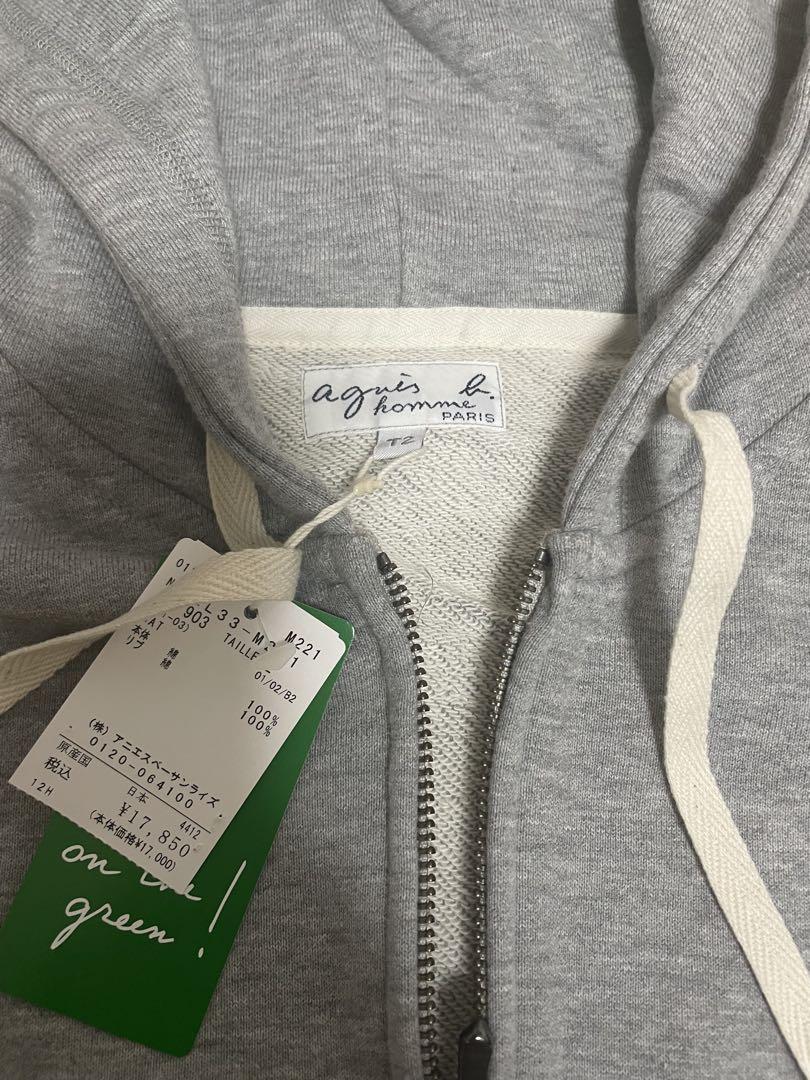 agnès b.
homme
PARIS
T2
M221
903
TAILLE
01/02/B2
本体 綿 100%
リブ 綿 100%
(株)アニエスベーサンライズ
0120-064100
原産国 日本 4412
税込 ¥17,850
12H (本体価格¥17,000)
on the
green!